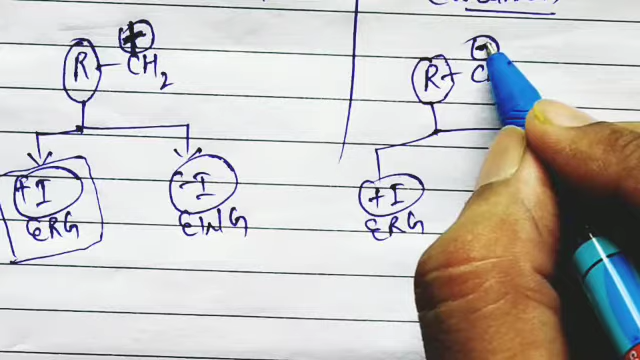 +
R - CH2
+I
-I
ERG
EWG
-
R - C
+I
ERG